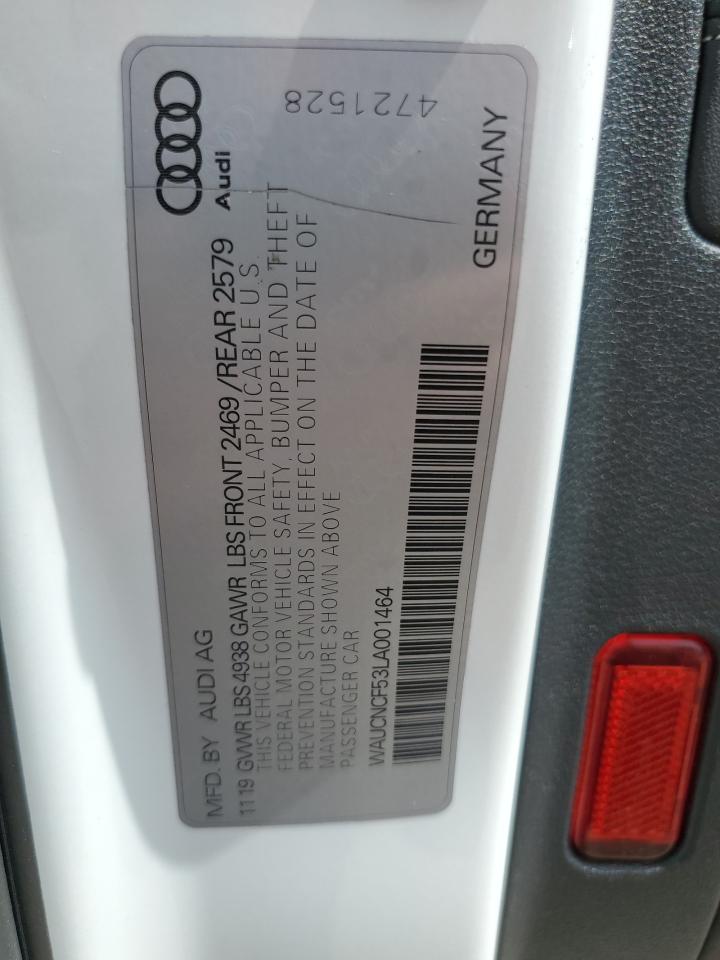 MFD. BY AUDI AG
Audi
11 19 GVWR LBS 4938 GAWR LBS FRONT 2469 /REAR 2579
THIS VEHICLE CONFORMS TO ALL APPLICABLE U.S.
FEDERAL MOTOR VEHICLE SAFETY, BUMPER AND THEFT
PREVENTION STANDARDS IN EFFECT ON THE DATE OF
MANUFACTURE SHOWN ABOVE
PASSENGER CAR
4721528
WAUCNCF53LA001464
GERMANY